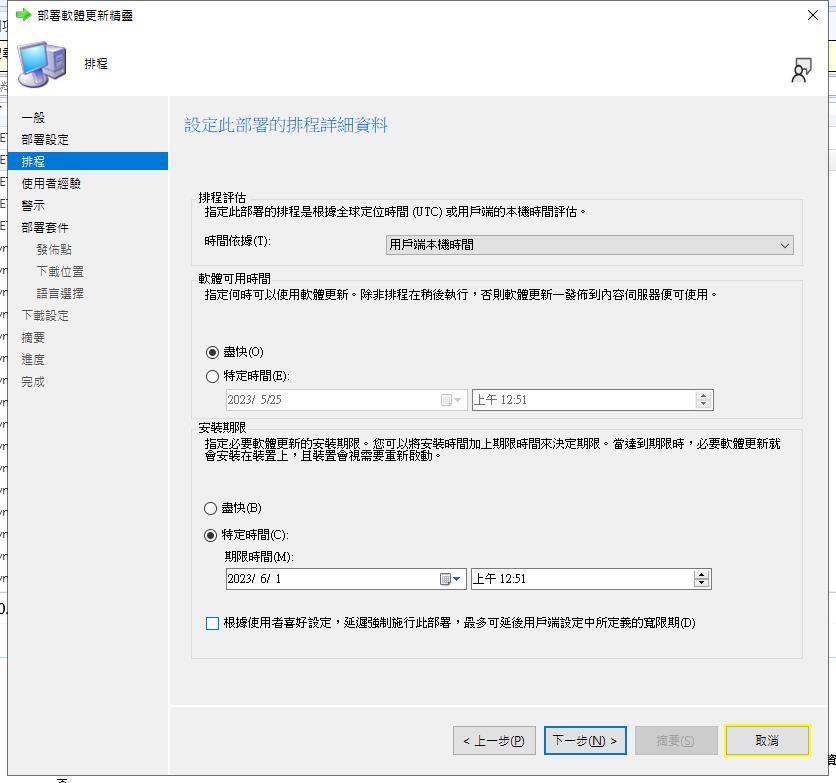 部署軟體更新精靈
排程
一般
部署設定
排程
使用者經驗
警示
部署套件
發佈點
下載位置
語言選擇
下載設定
摘要
進度
完成
設定此部署的排程詳細資料
排程評估
指定此部署的排程是根據全球定位時間 (UTC) 或用戶端的本機時間評估。
時間依據(T):
用戶端本機時間
軟體可用時間
指定何時可以使用軟體更新。除非排程在稍後執行，否則軟體更新一發佈到內容伺服器便可使用。
盡快(O)
特定時間(E):
2023/ 5/25
上午 12:51
安裝期限
指定必要軟體更新的安裝期限。您可以將安裝時間加上期限時間來決定期限。當達到期限時，必要軟體更新就
會安裝在裝置上，且裝置會視需要重新啟動。
盡快(B)
特定時間(C):
期限時間(M):
2023/ 6/ 1
上午 12:51
根據使用者喜好設定，延遲強制施行此部署，最多可延後用戶端設定中所定義的寬限期(D)
< 上一步(P)
下一步(N) >
摘要(S)
取消